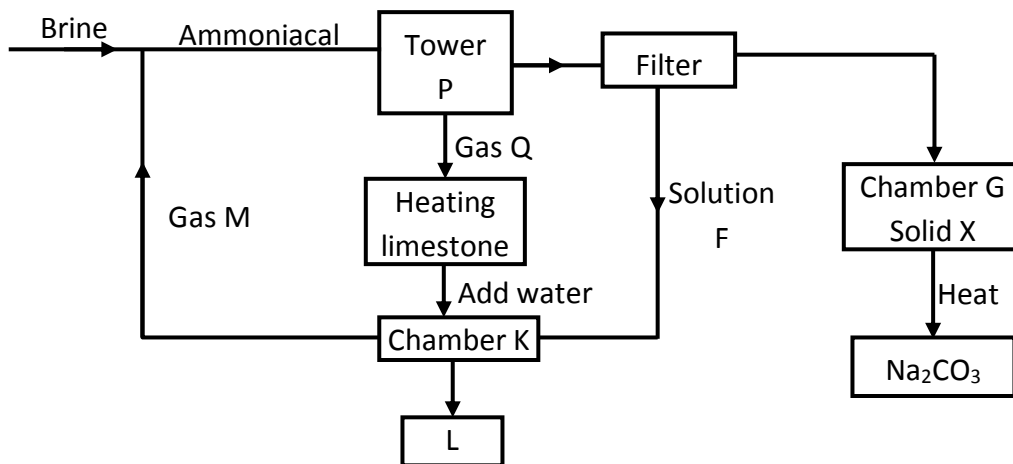 Brine
Ammoniacal
Tower
P
Filter
Gas Q
Heating
limestone
Gas M
Solution
F
Chamber G
Solid X
Add water
Heat
Chamber K
Na₂CO₃
L